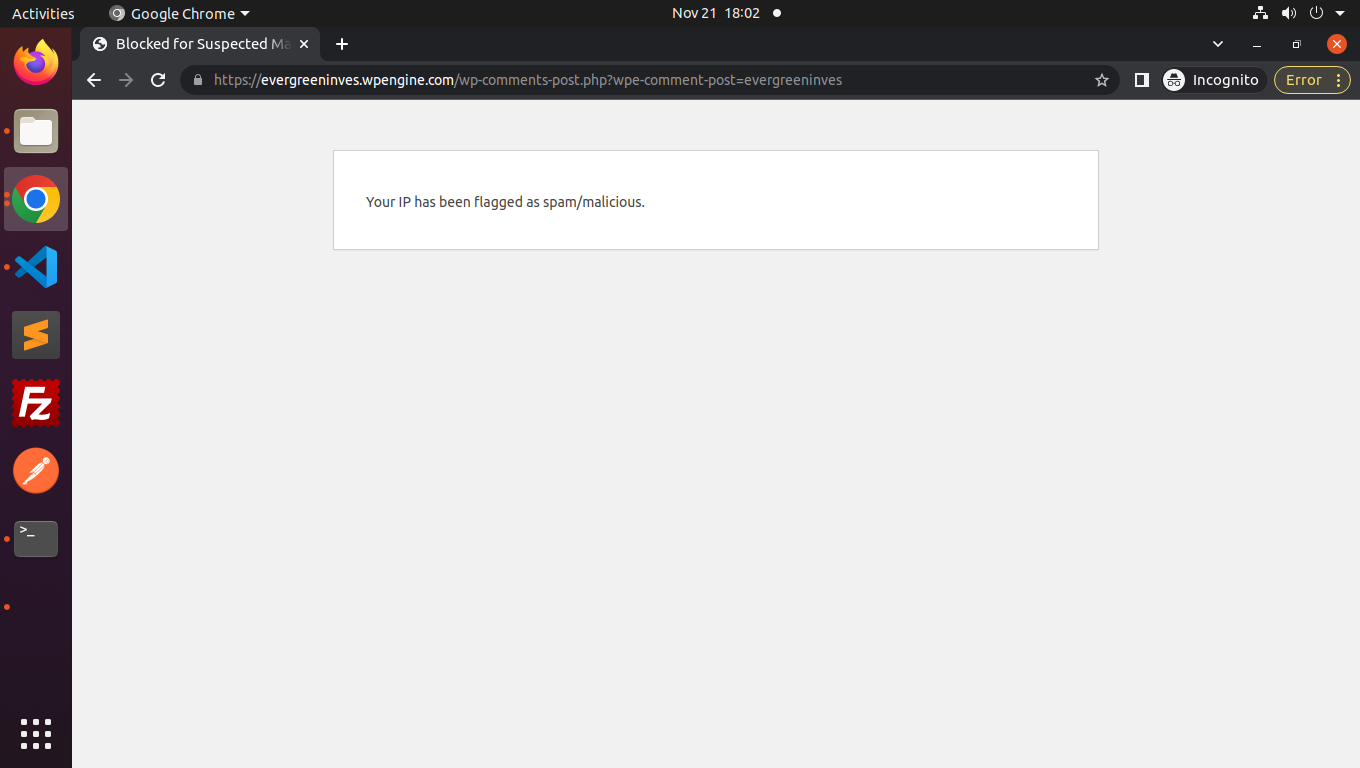 Activities
Google Chrome
Nov 21 18:02
Blocked for Suspected Ma
https://evergreeninves.wpengine.com/wp-comments-post.php?wpe-comment-post=evergreeninves
Incognito
Error
Your IP has been flagged as spam/malicious.
Fz
>_